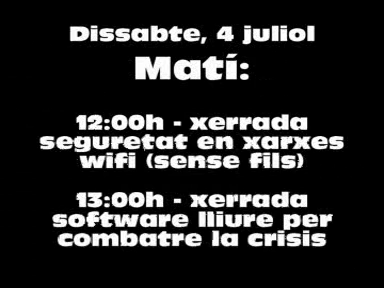 Dissabte, 4 juliol
Matí:
12:00h - xerrada
seguretat en xarxes
wifi (sense fils)
13:00h - xerrada
software lliure per
combatre la crisis